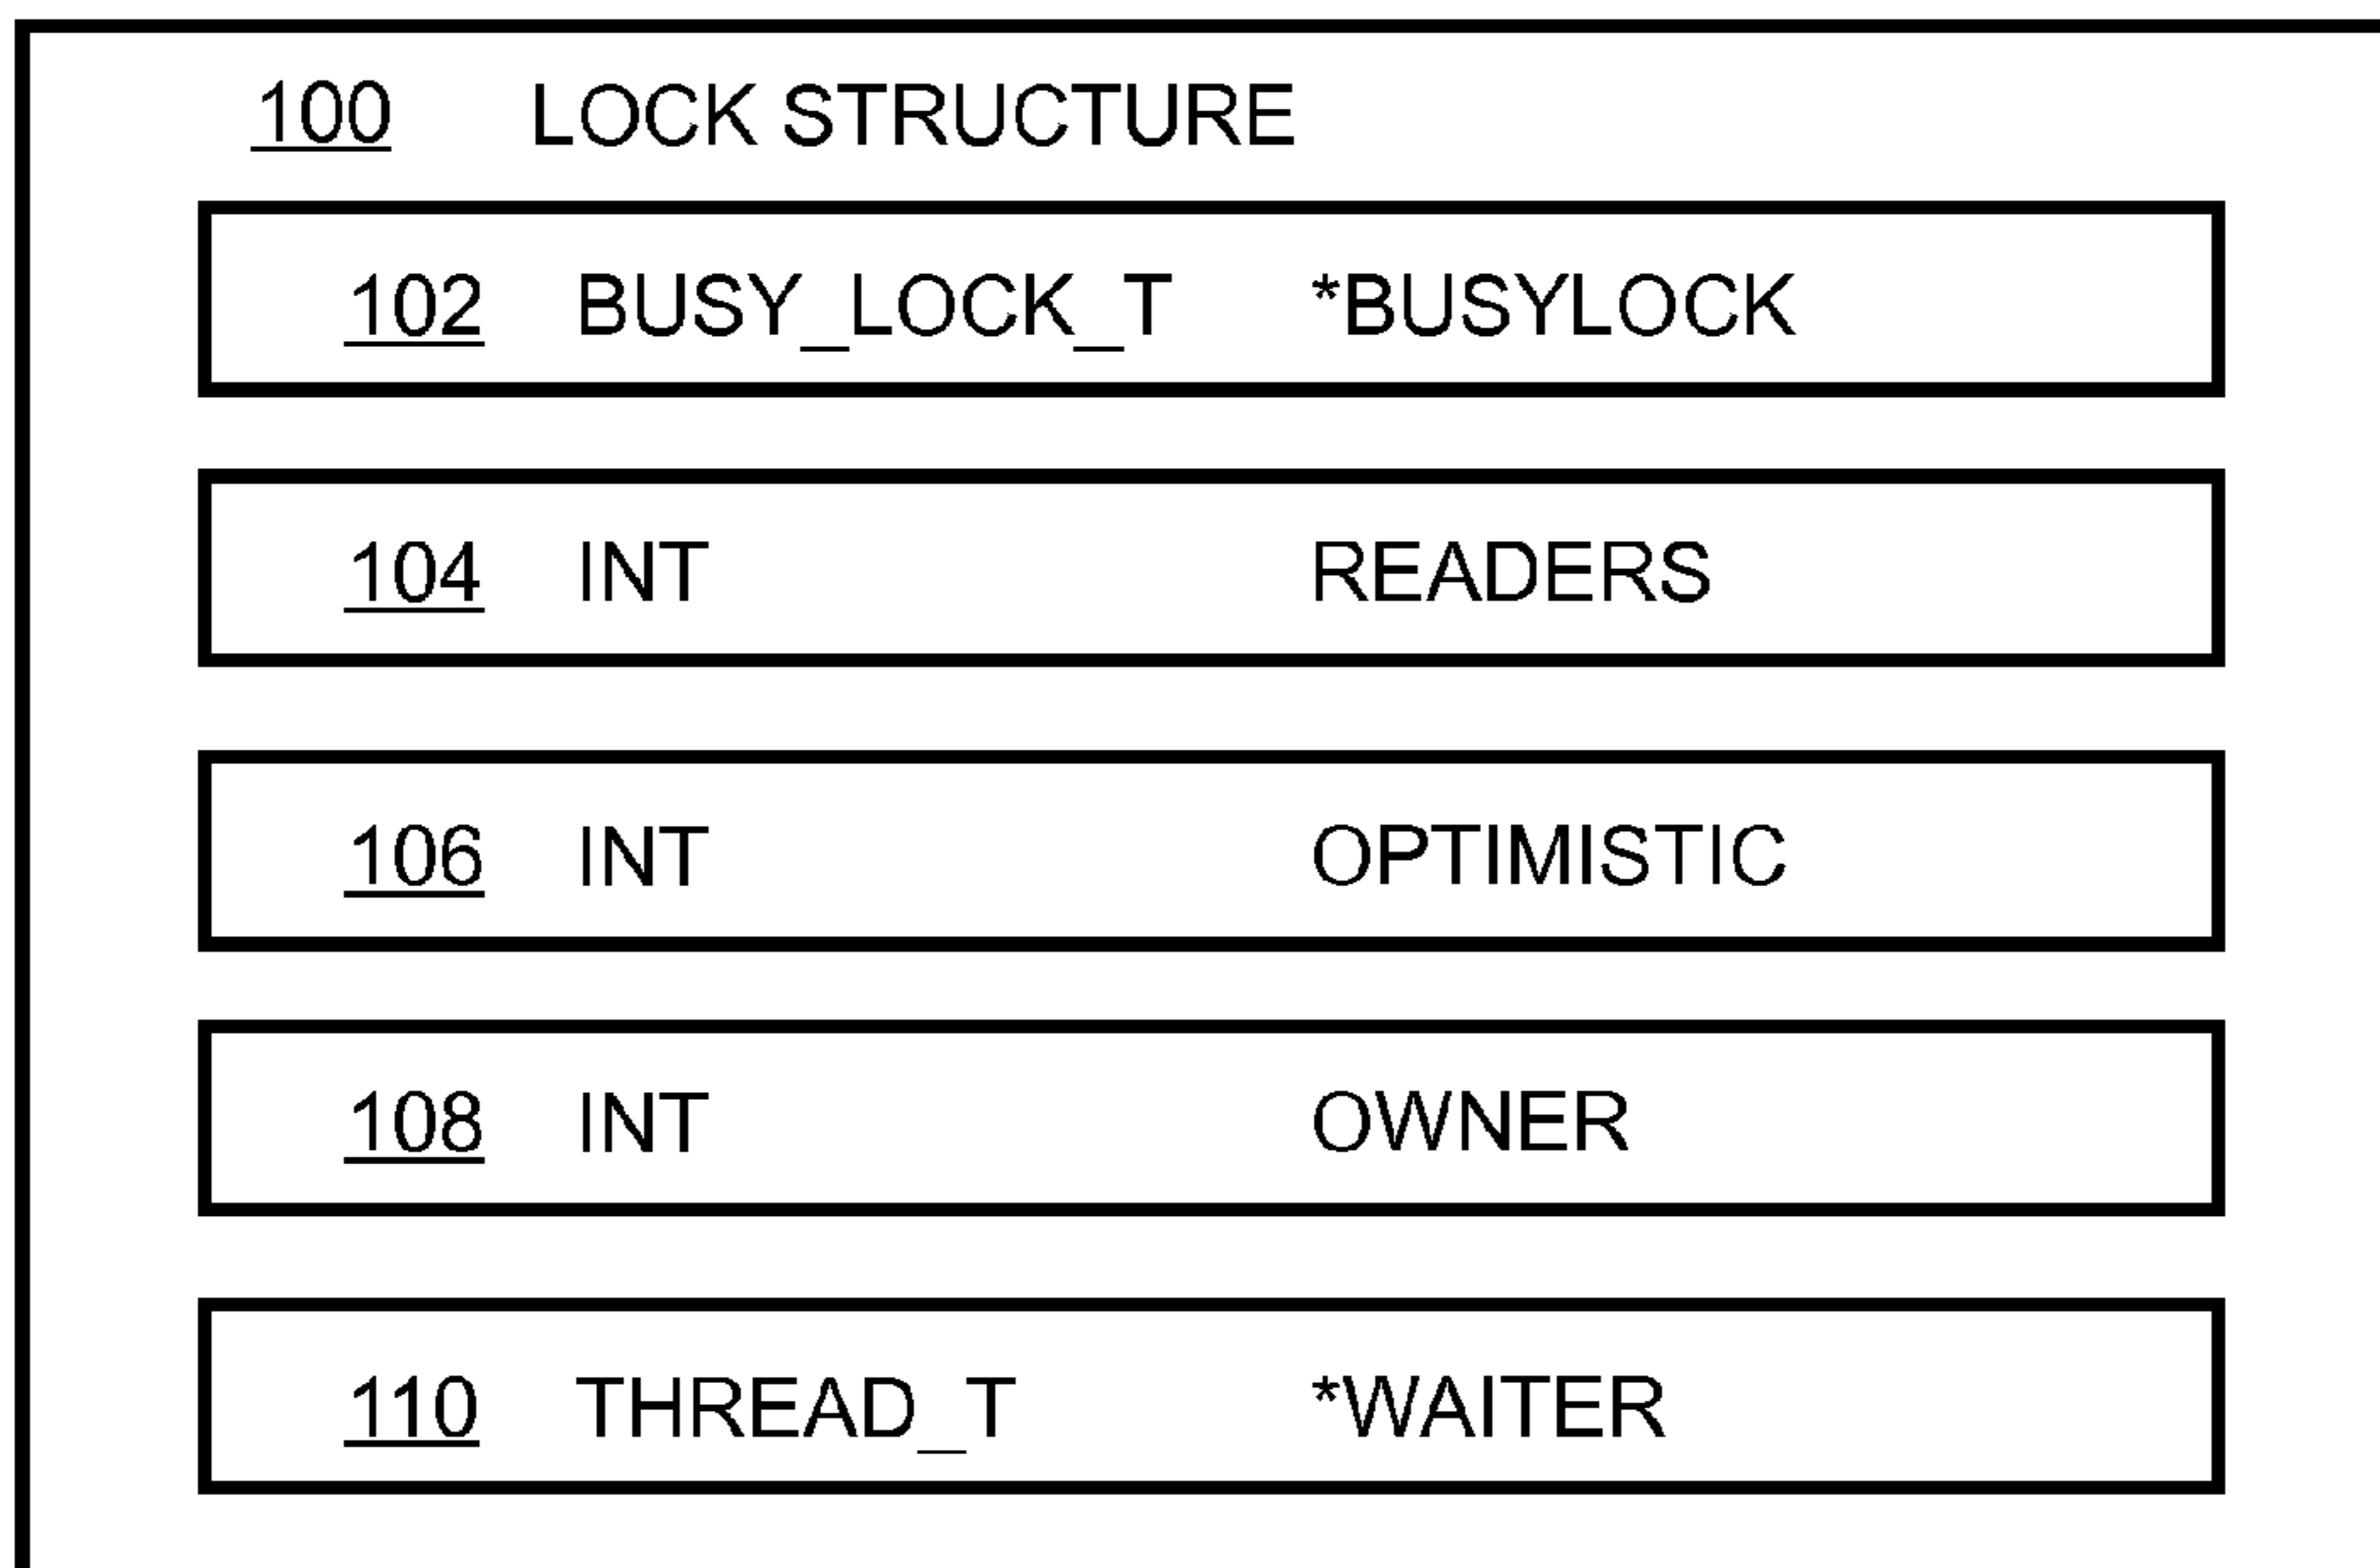 100 LOCK STRUCTURE
102 BUSY_LOCK_T *BUSYLOCK
104 INT READERS
106 INT OPTIMISTIC
108 INT OWNER
110 THREAD_T *WAITER